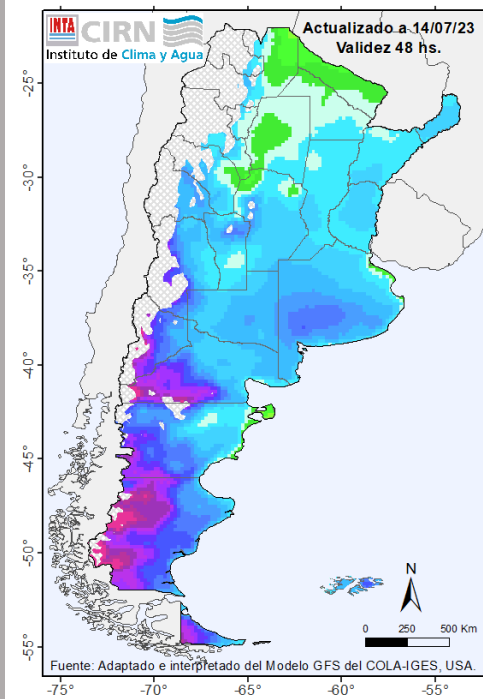 INTA CIRN
Instituto de Clima y Agua
Actualizado a 14/07/23
Validez 48 hs.
-25°
-30°
-35°
-40°
-45°
-50°
-55°
N
0 250 500 Km
Fuente: Adaptado e interpretado del Modelo GFS del COLA-IGES, USA.
-75° -70° -65° -60° -55°